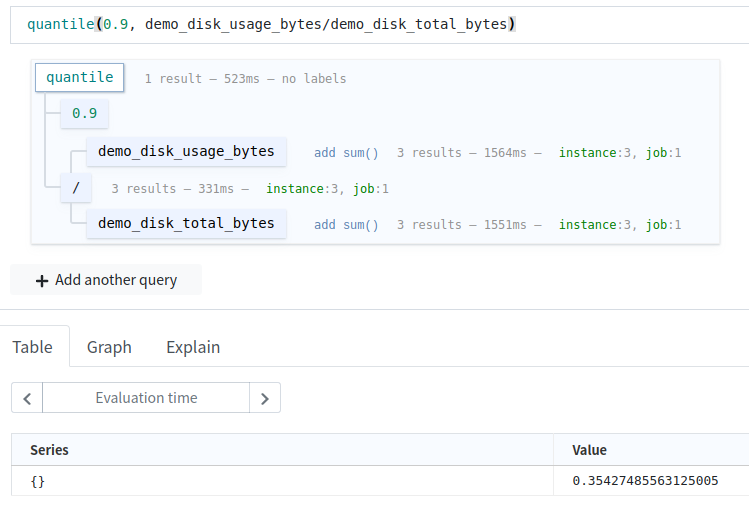 quantile(0.9, demo_disk_usage_bytes/demo_disk_total_bytes)
quantile 1 result – 523ms – no labels
0.9
demo_disk_usage_bytes add sum() 3 results – 1564ms – instance:3, job:1
/ 3 results – 331ms – instance:3, job:1
demo_disk_total_bytes add sum() 3 results – 1551ms – instance:3, job:1
+ Add another query
Table Graph Explain
< Evaluation time >
Series Value
{} 0.35427485563125005